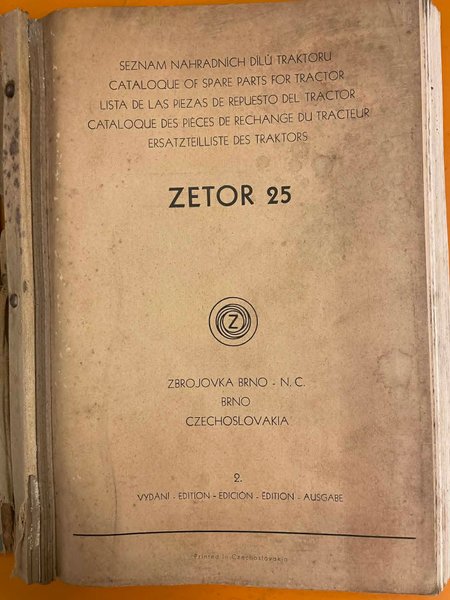 SEZNAM NAHRADNÍCH DÍLŮ TRAKTORU
CATALOQUE OF SPARE PARTS FOR TRACTOR
LISTA DE LAS PIEZAS DE REPUESTO DEL TRACTOR
CATALOQUE DES PIÈCES DE RECHANGE DU TRACTEUR
ERSATZTEILLISTE DES TRAKTORS
ZETOR 25
Z
ZBROJOVKA BRNO - N. C.
BRNO
CZECHOSLOVAKIA
2.
VYDÁNÍ - EDITION - EDICIÓN - ÉDITION - AUSGABE
Printed in Czechoslovakia